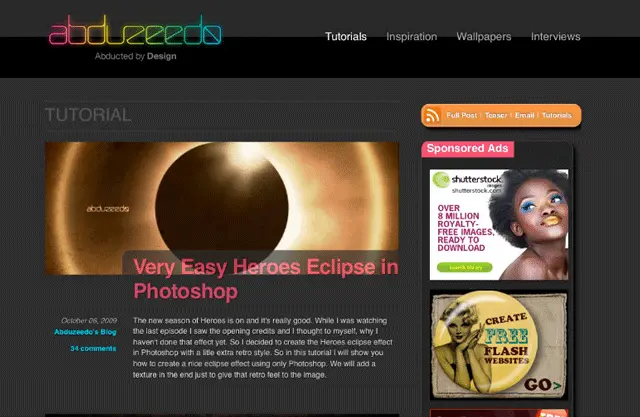 abduzeedo
Abducted by Design
Tutorials Inspiration Wallpapers Interviews
TUTORIAL
abduzeedo
Very Easy Heroes Eclipse in
Photoshop
October 06, 2009
Abduzeedo's Blog
34 comments
The new season of Heroes is on and it's really good. While I was watching
the last episode I saw the opening credits and I thought to myself, why I
haven't done that effect yet. So I decided to create the Heroes eclipse effect
in Photoshop with a little extra retro style. So in this tutorial I will show you
how to create a nice eclipse effect using only Photoshop. We will add a
texture in the end just to give that retro feel to the image.
Full Post | Teaser | Email | Tutorials
Sponsored Ads
shutterstock
images
shutterstock.com
OVER
8 MILLION
ROYALTY-
FREE IMAGES,
READY TO
DOWNLOAD
CREATE
FREE
FLASH
WEBSITES
GO>